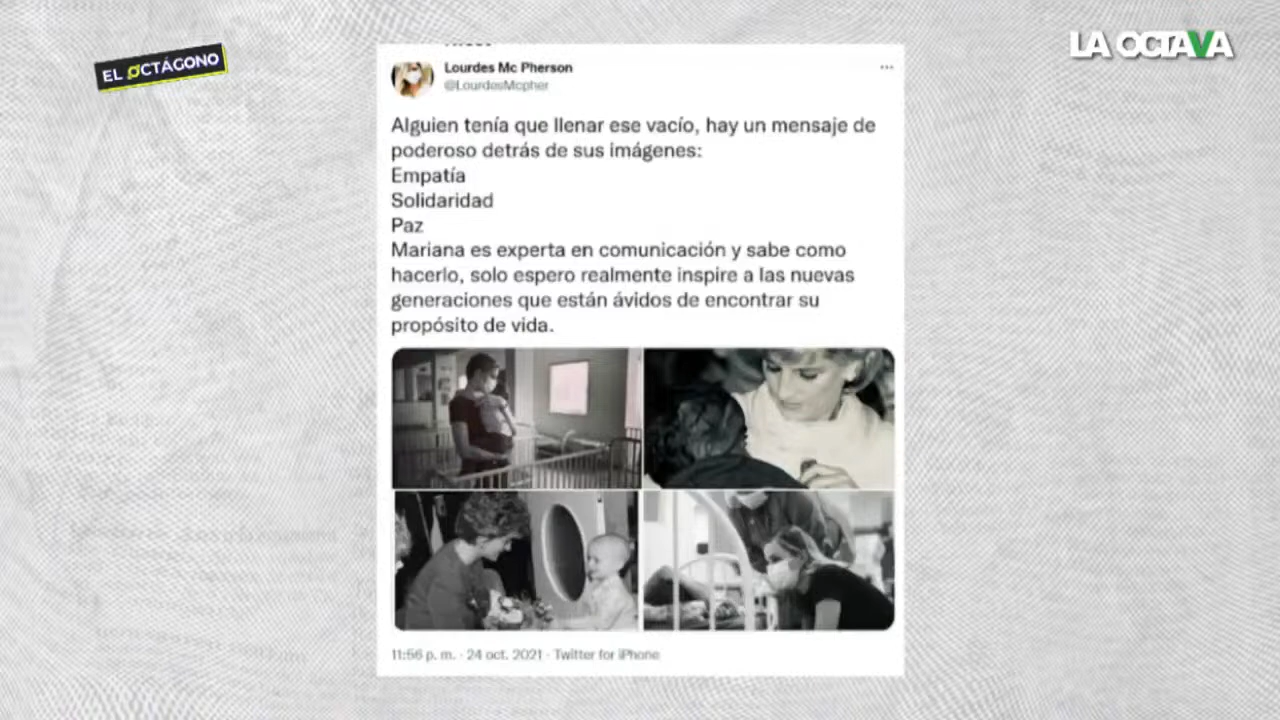 EL OCTÁGONO
LA OCTAVA
Lourdes Mc Pherson
@LourdesMcpher
Alguien tenía que llenar ese vacío, hay un mensaje de
poderoso detrás de sus imágenes:
Empatía
Solidaridad
Paz
Mariana es experta en comunicación y sabe como
hacerlo, solo espero realmente inspire a las nuevas
generaciones que están ávidos de encontrar su
propósito de vida.
11:56 p. m. · 24 oct. 2021 · Twitter for iPhone